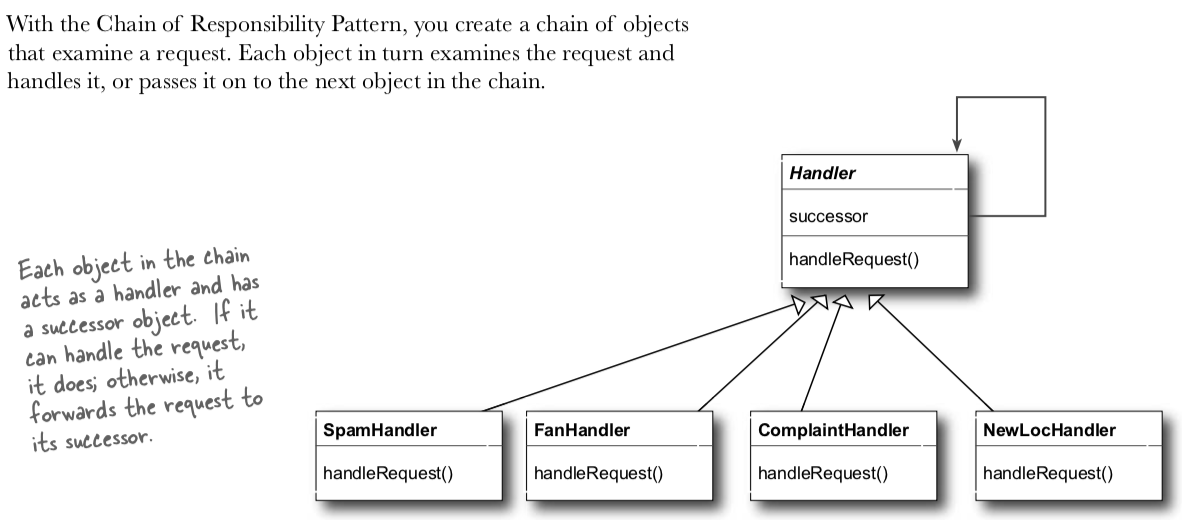 With the Chain of Responsibility Pattern, you create a chain of objects
that examine a request. Each object in turn examines the request and
handles it, or passes it on to the next object in the chain.
Handler
successor
handleRequest()
Each object in the chain
acts as a handler and has
a successor object. If it
can handle the request,
it does; otherwise, it
forwards the request to
its successor.
SpamHandler
handleRequest()
FanHandler
handleRequest()
ComplaintHandler
handleRequest()
NewLocHandler
handleRequest()